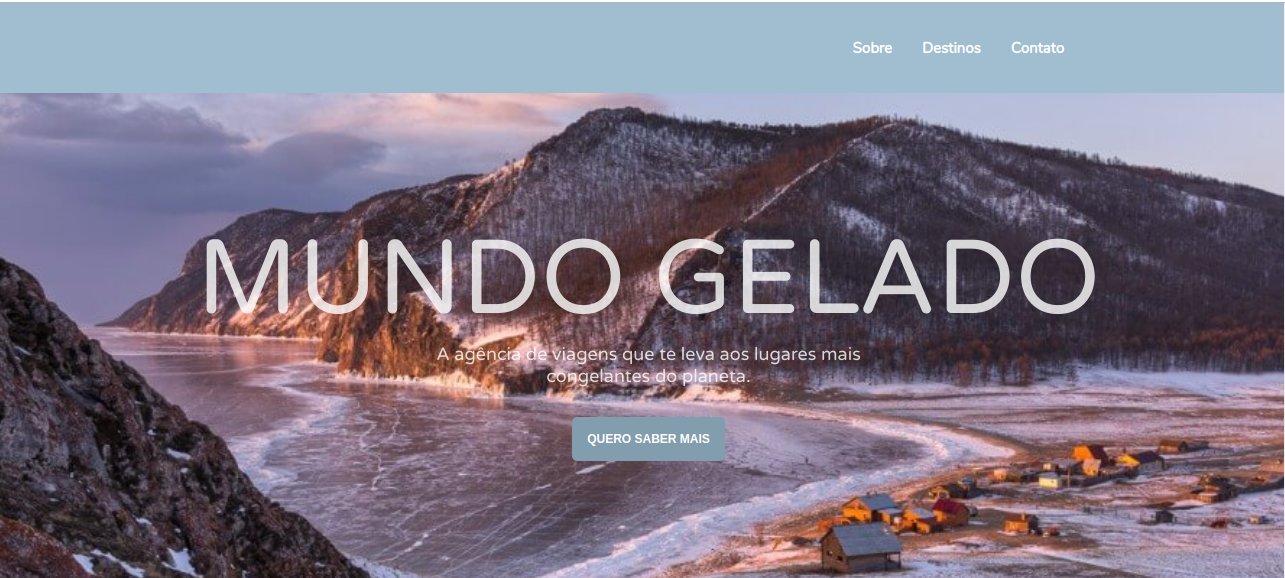 Sobre Destinos Contato
MUNDO GELADO
A agência de viagens que te leva aos lugares mais
congelantes do planeta.
QUERO SABER MAIS